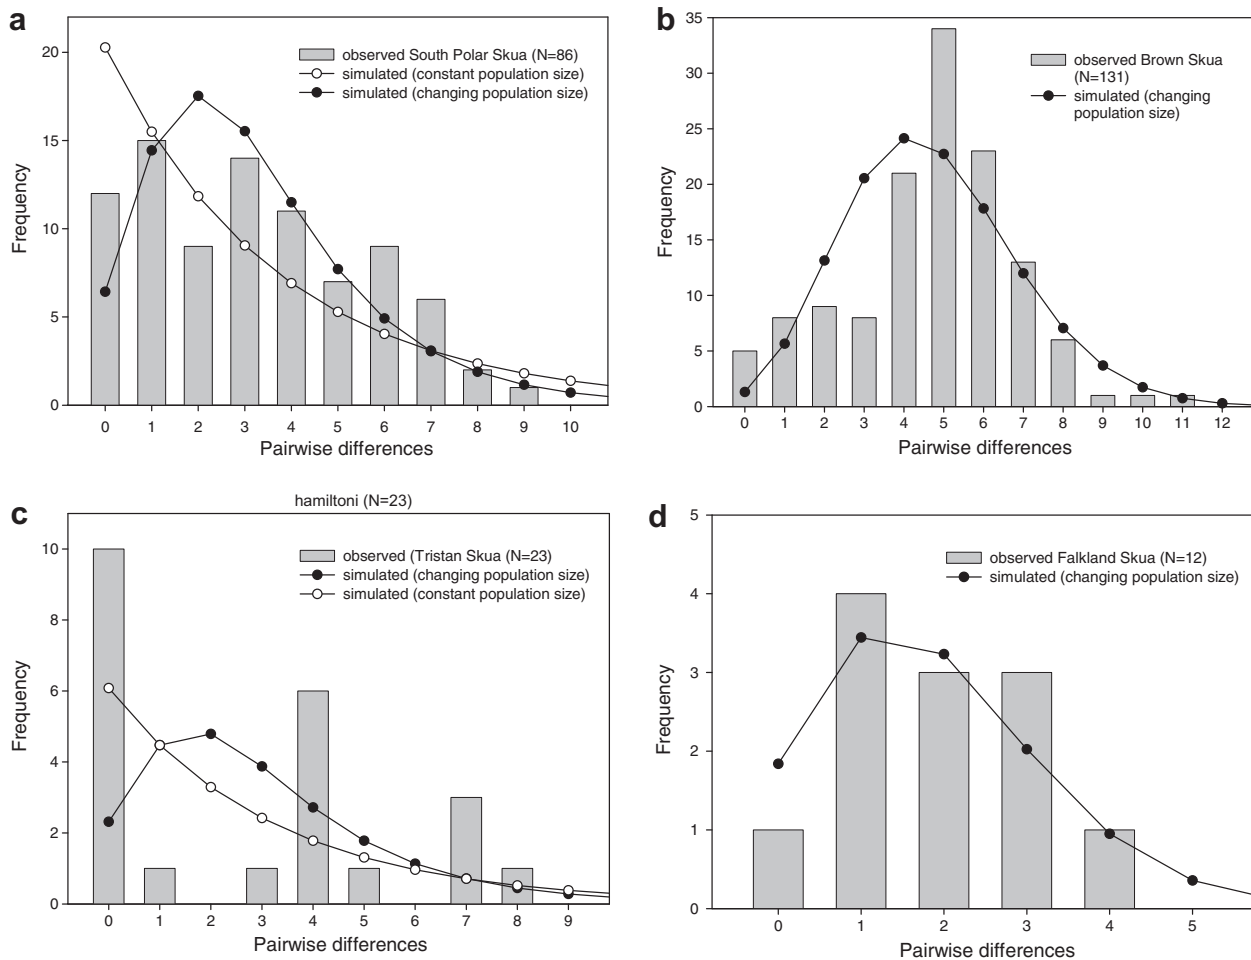 a
20
15
10
5
0
Frequency
observed South Polar Skua (N=86)
simulated (constant population size)
simulated (changing population size)
0 1 2 3 4 5 6 7 8 9 10
Pairwise differences
b
35
30
25
20
15
10
5
0
Frequency
observed Brown Skua
(N=131)
simulated (changing
population size)
0 1 2 3 4 5 6 7 8 9 10 11 12
Pairwise differences
c
hamiltoni (N=23)
10
8
6
4
2
0
Frequency
observed (Tristan Skua (N=23)
simulated (changing population size)
simulated (constant population size)
0 1 2 3 4 5 6 7 8 9
Pairwise differences
d
5
4
3
2
1
0
Frequency
observed Falkland Skua (N=12)
simulated (changing population size)
0 1 2 3 4 5
Pairwise differences